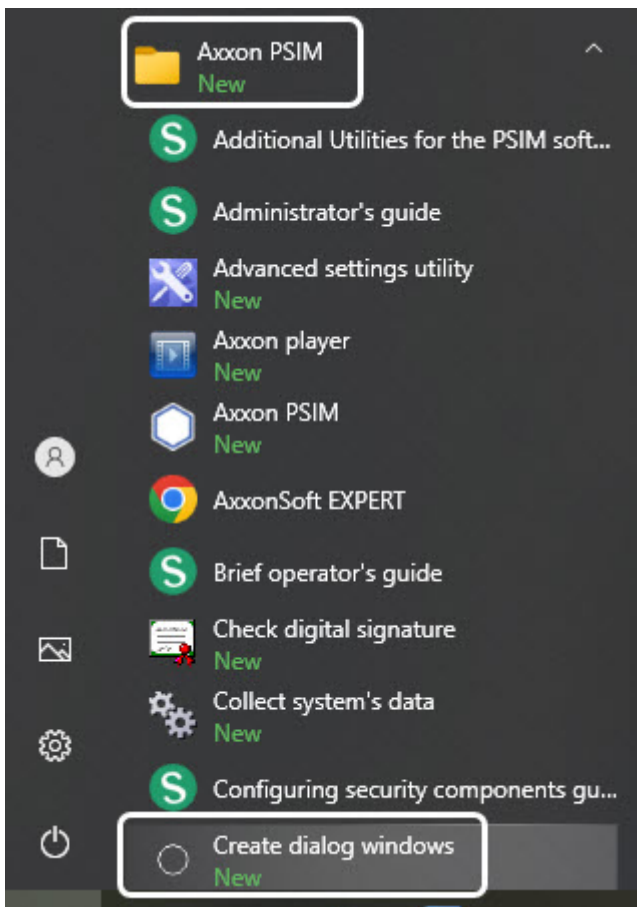 Axxon PSIM
New
Additional Utilities for the PSIM soft...
Administrator's guide
Advanced settings utility
New
Axxon player
New
Axxon PSIM
New
AxxonSoft EXPERT
Brief operator's guide
Check digital signature
New
Collect system's data
New
Configuring security components gu...
Create dialog windows
New